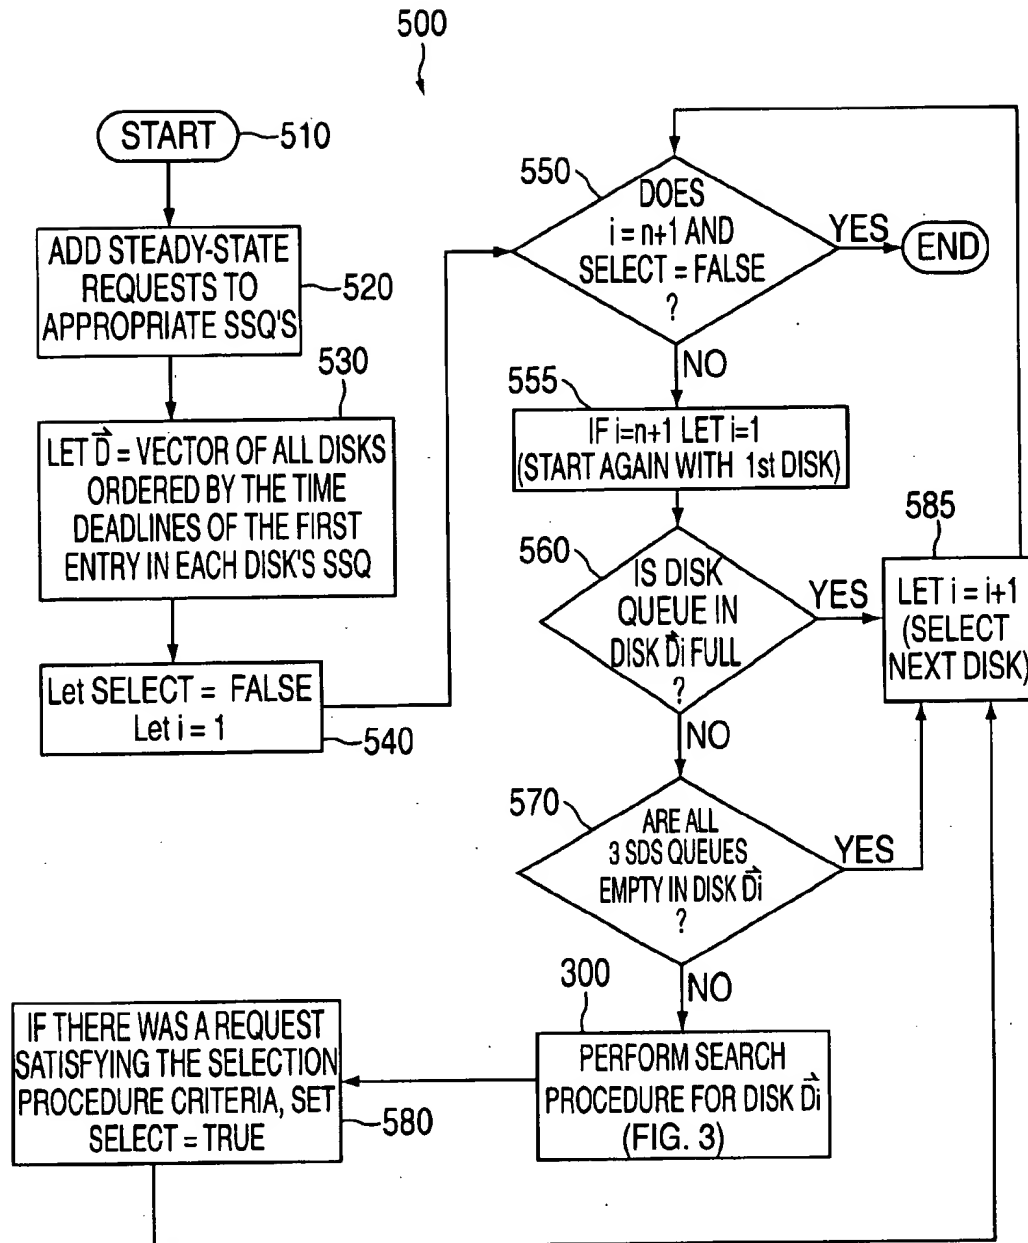 500
START
510
ADD STEADY-STATE
REQUESTS TO
APPROPRIATE SSQ'S
520
530
LET D⃗ = VECTOR OF ALL DISKS
ORDERED BY THE TIME
DEADLINES OF THE FIRST
ENTRY IN EACH DISK'S SSQ
Let SELECT = FALSE
Let i = 1
540
550
DOES
i = n+1 AND
SELECT = FALSE
?
YES
END
NO
555
IF i=n+1 LET i=1
(START AGAIN WITH 1st DISK)
560
IS DISK
QUEUE IN
DISK D⃗i FULL
?
YES
585
LET i = i+1
(SELECT
NEXT DISK)
NO
570
ARE ALL
3 SDS QUEUES
EMPTY IN DISK D⃗i
?
YES
NO
300
PERFORM SEARCH
PROCEDURE FOR DISK D⃗i
(FIG. 3)
IF THERE WAS A REQUEST
SATISFYING THE SELECTION
PROCEDURE CRITERIA, SET
SELECT = TRUE
580